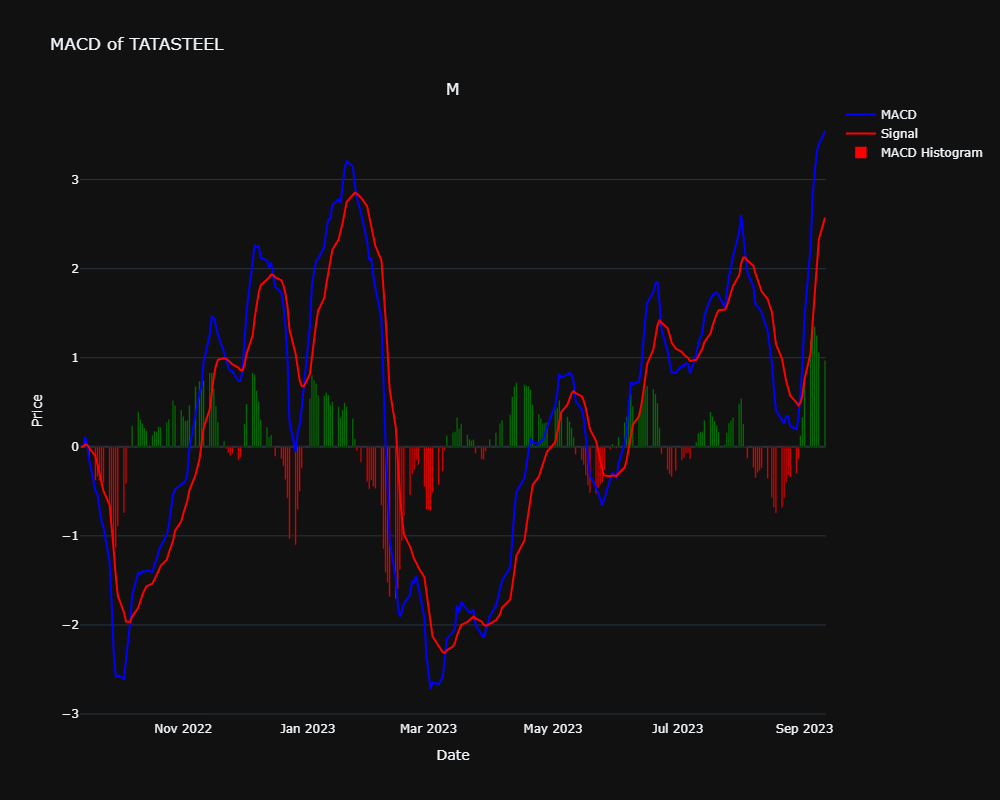 MACD of TATASTEEL
M
MACD
Signal
MACD Histogram
3
2
1
0
−1
−2
−3
Price
Nov 2022
Jan 2023
Mar 2023
May 2023
Jul 2023
Sep 2023
Date